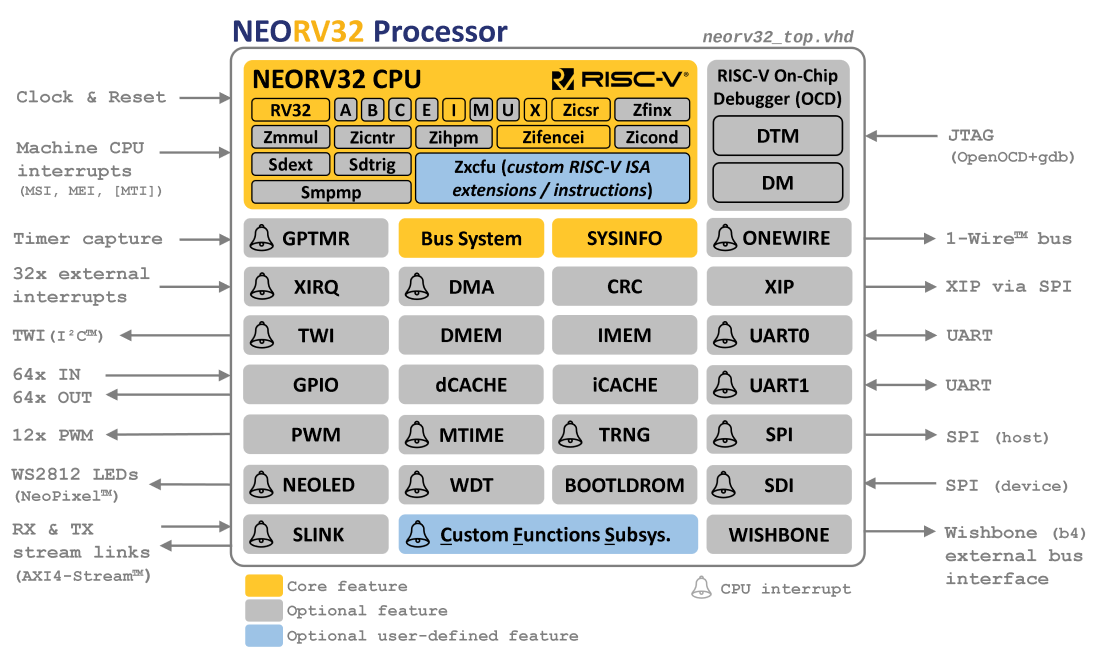 NEORV32 Processor
neorv32_top.vhd
NEORV32 CPU
RISC-V®
RV32 A B C E I M U X Zicsr Zfinx
Zmmul Zicntr Zihpm Zifencei Zicond
Sdext Sdtrig
Smpmp
Zxcfu (custom RISC-V ISA
extensions / instructions)
RISC-V On-Chip
Debugger (OCD)
DTM
DM
Clock & Reset
Machine CPU
interrupts
(MSI, MEI, [MTI])
JTAG
(OpenOCD+gdb)
Timer capture
GPTMR Bus System SYSINFO ONEWIRE
1-Wire™ bus
32x external
interrupts
XIRQ DMA CRC XIP
XIP via SPI
TWI(I²C™)
TWI DMEM IMEM UART0
UART
64x IN
64x OUT
GPIO dCACHE iCACHE UART1
UART
12x PWM
PWM MTIME TRNG SPI
SPI (host)
WS2812 LEDs
(NeoPixel™)
NEOLED WDT BOOTLDROM SDI
SPI (device)
RX & TX
stream links
(AXI4-Stream™)
SLINK Custom Functions Subsys. WISHBONE
Wishbone (b4)
external bus
interface
Core feature
Optional feature
Optional user-defined feature
CPU interrupt